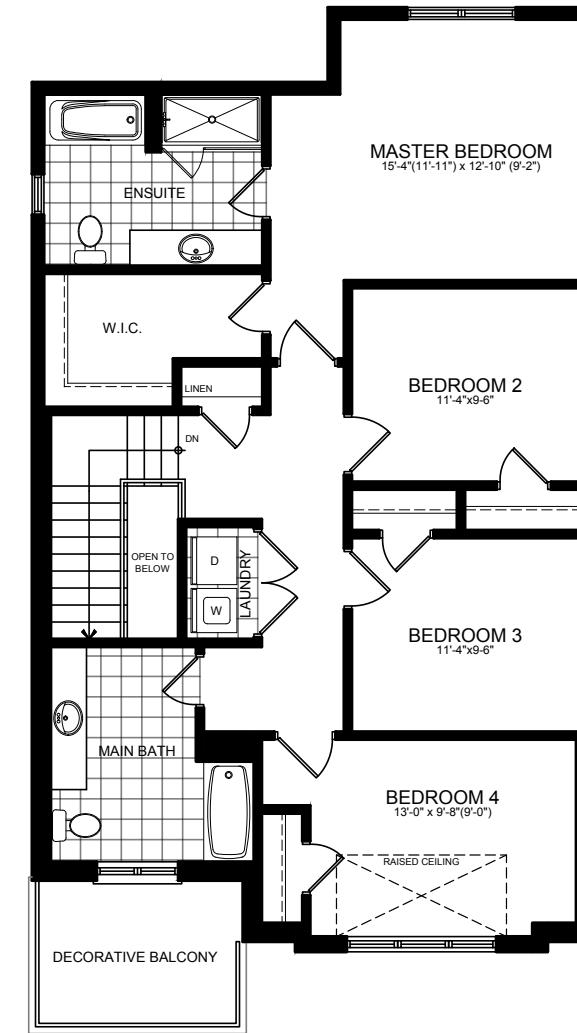 MASTER BEDROOM
15'-4"(11'-11") x 12'-10" (9'-2")
ENSUITE
W.I.C.
LINEN
BEDROOM 2
11'-4"x9-6"
DN
OPEN TO
BELOW
D
W
LAUNDRY
BEDROOM 3
11'-4"x9-6"
MAIN BATH
BEDROOM 4
13'-0" x 9'-8"(9'-0")
RAISED CEILING
DECORATIVE BALCONY